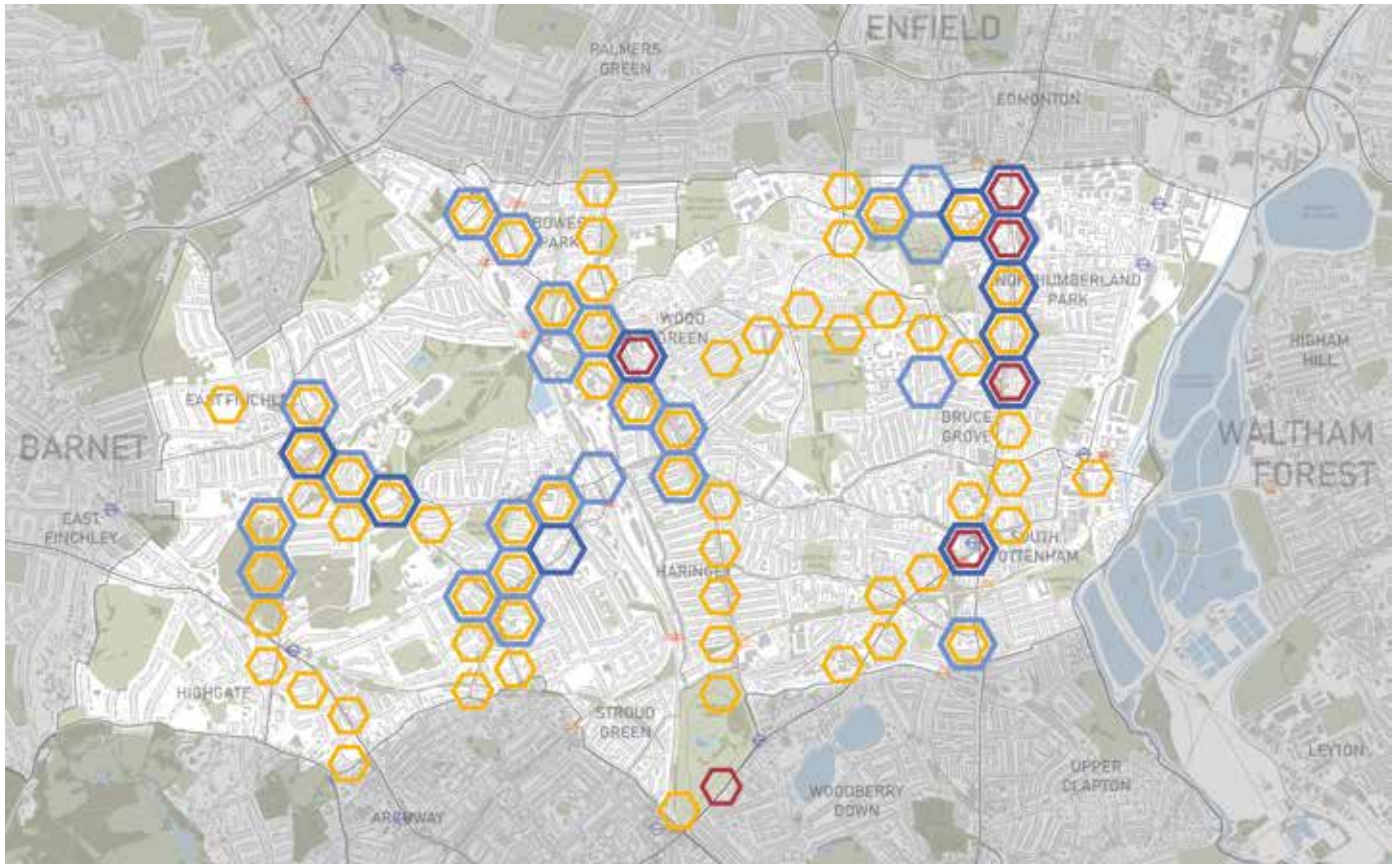 ENFIELD
PALMERS
GREEN
EDMONTON
BOWES
PARK
NORTHUMBERLAND
PARK
WOOD
GREEN
HIGHAM
HILL
EAST FINCHLE
BARNET
BRUCE
GROVE
WALTHAM
FOREST
EAST
FINCHLEY
SOUTH
TOTTENHAM
HARINGEY
HIGHGATE
STROUD
GREEN
WOODBERRY
DOWN
UPPER
CLAPTON
LEYTON
ARCHWAY